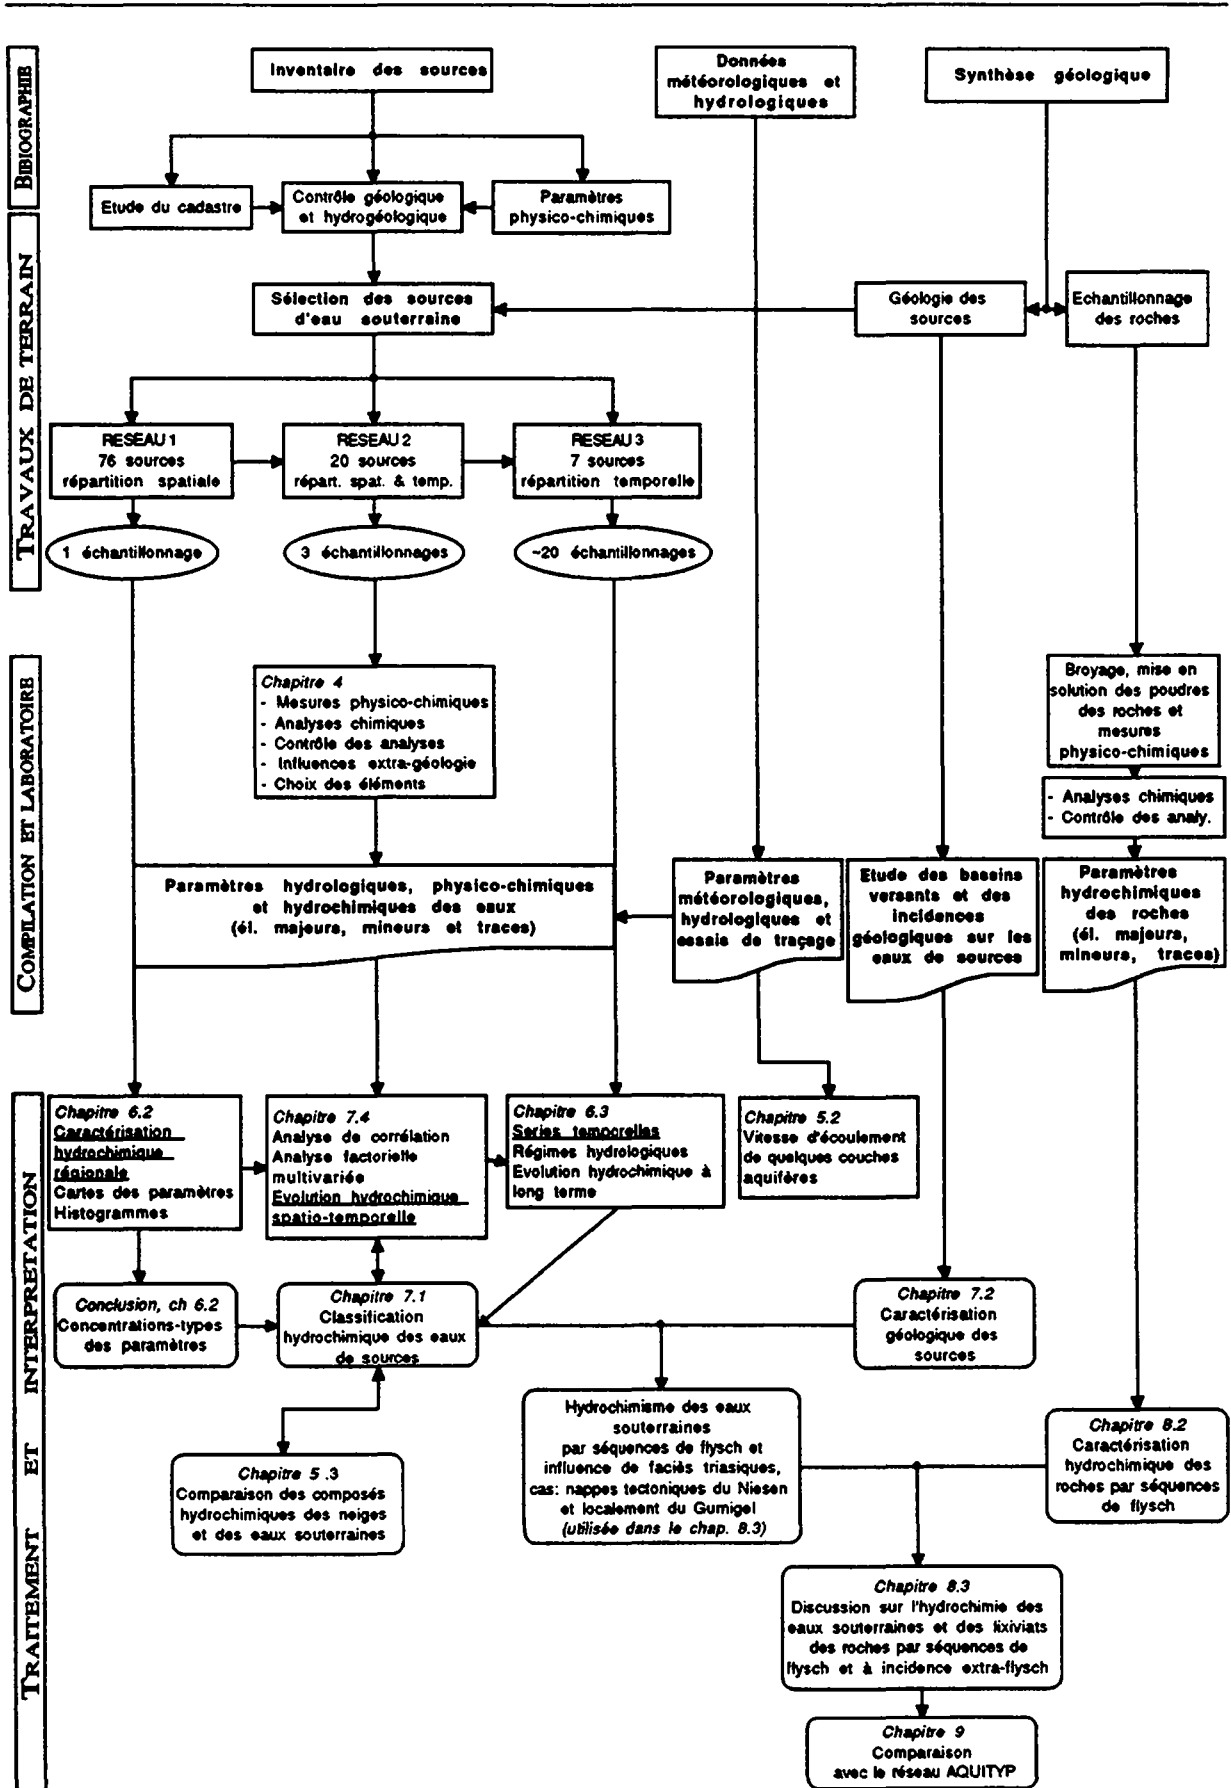 BIBIOGRAPHIE
Inventaire des sources
Données
météorologiques et
hydrologiques
Synthèse géologique
Etude du cadastre
Contrôle géologique
et hydrogéologique
Paramètres
physico-chimiques
TRAVAUX DE TERRAIN
Sélection des sources
d'eau souterraine
Géologie des
sources
Echantillonnage
des roches
RESEAU 1
76 sources
répartition spatiale
RESEAU 2
20 sources
répart. spat. & temp.
RESEAU 3
7 sources
répartition temporelle
1 échantillonnage
3 échantillonnages
~20 échantillonnages
COMPILATION ET LABORATOIRE
Chapitre 4
- Mesures physico-chimiques
- Analyses chimiques
- Contrôle des analyses
- Influences extra-géologie
- Choix des éléments
Broyage, mise en
solution des poudres
des roches et
mesures
physico-chimiques
- Analyses chimiques
- Contrôle des analy.
Paramètres hydrologiques, physico-chimiques
et hydrochimiques des eaux
(él. majeurs, mineurs et traces)
Paramètres
météorologiques,
hydrologiques et
essais de traçage
Etude des bassins
versants et des
incidences
géologiques sur les
eaux de sources
Paramètres
hydrochimiques
des roches
(él. majeurs,
mineurs, traces)
TRAITEMENT ET INTERPRETATION
Chapitre 6.2
Caractérisation
hydrochimique
régionale
Cartes des paramètres
Histogrammes
Chapitre 7.4
Analyse de corrélation
Analyse factorielle
multivariée
Evolution hydrochimique
spatio-temporelle
Chapitre 6.3
Series temporelles
Régimes hydrologiques
Evolution hydrochimique à
long terme
Chapitre 5.2
Vitesse d'écoulement
de quelques couches
aquifères
Conclusion, ch 6.2
Concentrations-types
des paramètres
Chapitre 7.1
Classification
hydrochimique des eaux
de sources
Chapitre 7.2
Caractérisation
géologique des
sources
Chapitre 5 .3
Comparaison des composés
hydrochimiques des neiges
et des eaux souterraines
Hydrochimisme des eaux
souterraines
par séquences de flysch et
influence de faciès triasiques,
cas: nappes tectoniques du Niesen
et localement du Gurnigel
(utilisée dans le chap. 8.3)
Chapitre 8.2
Caractérisation
hydrochimique des
roches par séquences
de flysch
Chapitre 8.3
Discussion sur l'hydrochimie des
eaux souterraines et des lixiviats
des roches par séquences de
flysch et à incidence extra-flysch
Chapitre 9
Comparaison
avec le réseau AQUITYP